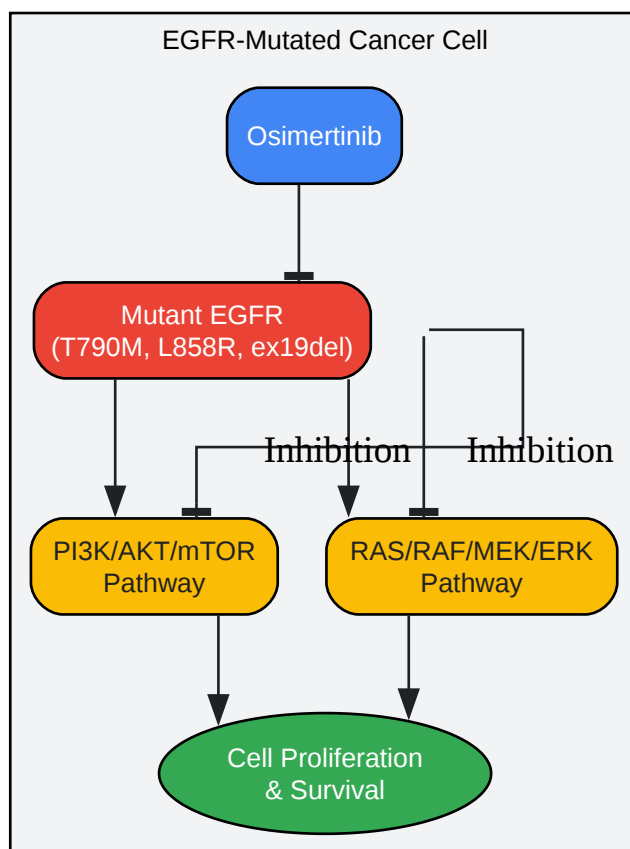 EGFR-Mutated Cancer Cell
Osimertinib
Mutant EGFR
(T790M, L858R, ex19del)
Inhibition
Inhibition
PI3K/AKT/mTOR
Pathway
RAS/RAF/MEK/ERK
Pathway
Cell Proliferation
& Survival